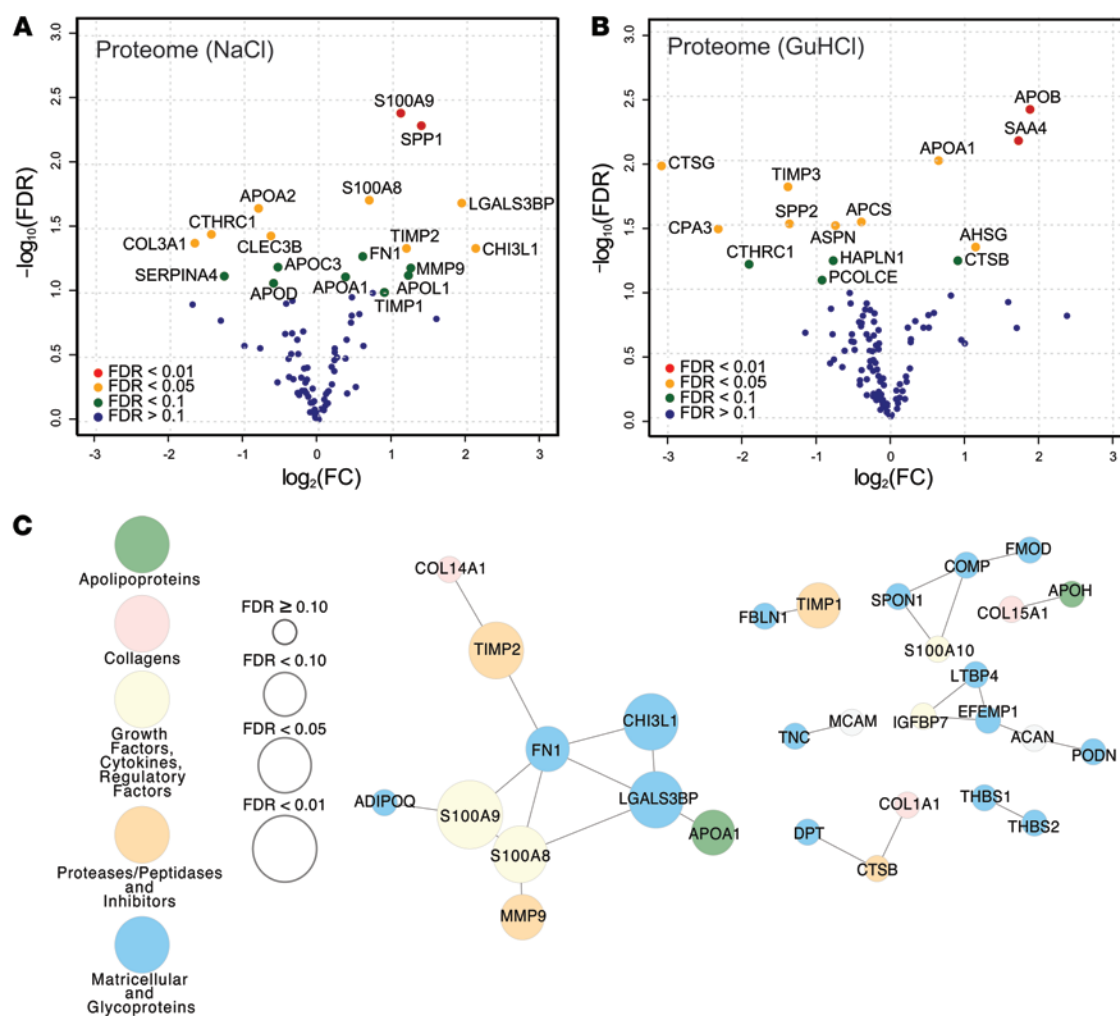 A
Proteome (NaCl)
3.0
2.5
2.0
1.5
1.0
0.5
0.0
−log₁₀(FDR)
S100A9
SPP1
S100A8
LGALS3BP
APOA2
CTHRC1
COL3A1
CLEC3B
TIMP2
CHI3L1
FN1
SERPINA4
APOC3
MMP9
APOD
APOA1
APOL1
TIMP1
FDR < 0.01
FDR < 0.05
FDR < 0.1
FDR > 0.1
-3
-2
-1
0
1
2
3
log₂(FC)
B
Proteome (GuHCl)
3.0
2.5
2.0
1.5
1.0
0.5
0.0
−log₁₀(FDR)
APOB
SAA4
APOA1
CTSG
TIMP3
SPP2
APCS
CPA3
ASPN
AHSG
CTHRC1
HAPLN1
CTSB
PCOLCE
FDR < 0.01
FDR < 0.05
FDR < 0.1
FDR > 0.1
-3
-2
-1
0
1
2
3
log₂(FC)
C
Apolipoproteins
Collagens
Growth
Factors,
Cytokines,
Regulatory
Factors
Proteases/Peptidases
and
Inhibitors
Matricellular
and
Glycoproteins
FDR ≥ 0.10
FDR < 0.10
FDR < 0.05
FDR < 0.01
COL14A1
TIMP2
CHI3L1
FN1
LGALS3BP
ADIPOQ
S100A9
APOA1
S100A8
MMP9
FMOD
COMP
APOH
TIMP1
SPON1
FBLN1
COL15A1
S100A10
LTBP4
MCAM
IGFBP7
EFEMP1
TNC
ACAN
PODN
COL1A1
THBS1
DPT
THBS2
CTSB